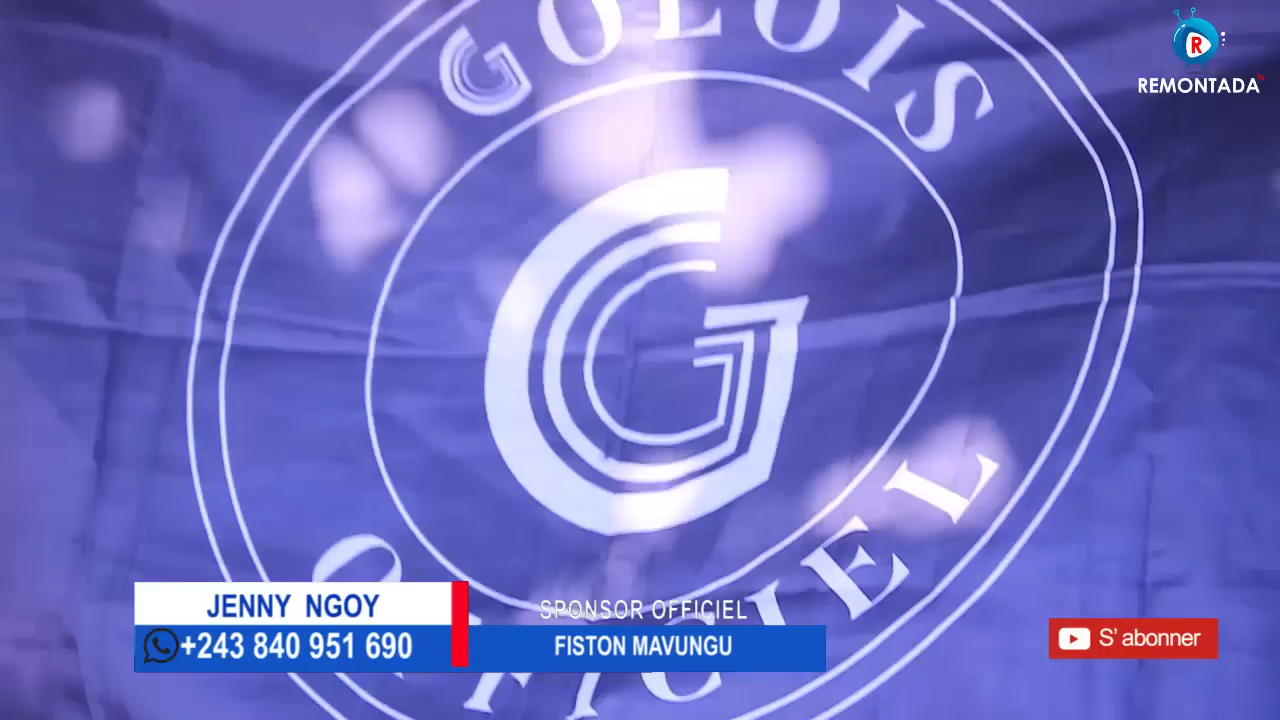 GOLOIS
G
OFFICIEL
R
REMONTADA
JENNY NGOY
+243 840 951 690
SPONSOR OFFICIEL
FISTON MAVUNGU
S' abonner